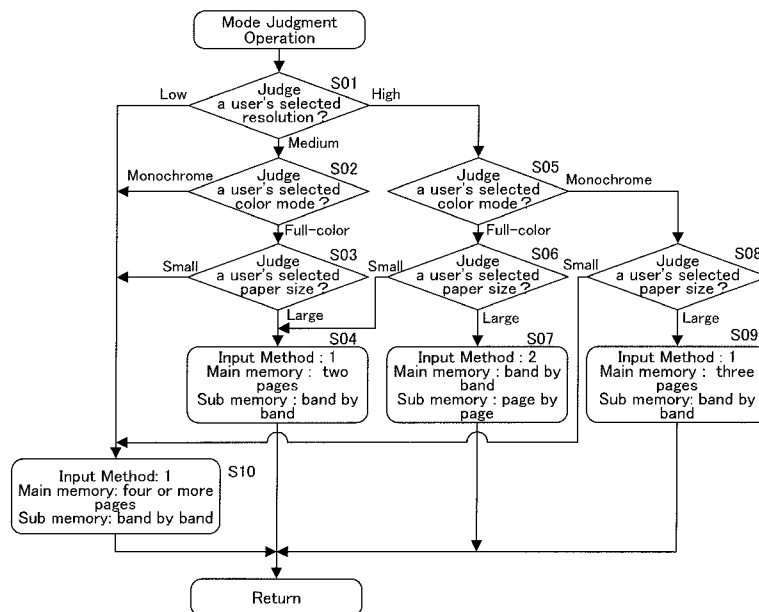 Mode Judgment
Operation
S01
Judge
a user's selected
resolution?
Low
High
Medium
S02
Judge
a user's selected
color mode?
Monochrome
Full-color
S05
Judge
a user's selected
color mode?
Monochrome
Full-color
S03
Judge
a user's selected
paper size?
Small
Large
S06
Judge
a user's selected
paper size?
Small
Large
S08
Judge
a user's selected
paper size?
Small
Large
S04
Input Method : 1
Main memory : two
pages
Sub memory : band by
band
S07
Input Method : 2
Main memory : band by
band
Sub memory : page by
page
S09
Input Method : 1
Main memory : three
pages
Sub memory: band by
band
S10
Input Method: 1
Main memory: four or more
pages
Sub memory: band by band
Return